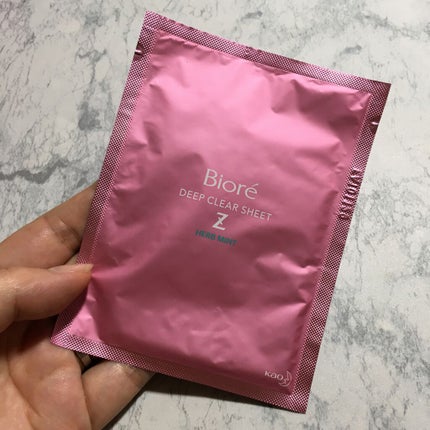 Bioré
DEEP CLEAR SHEET
Z
HERB MINT
Kao